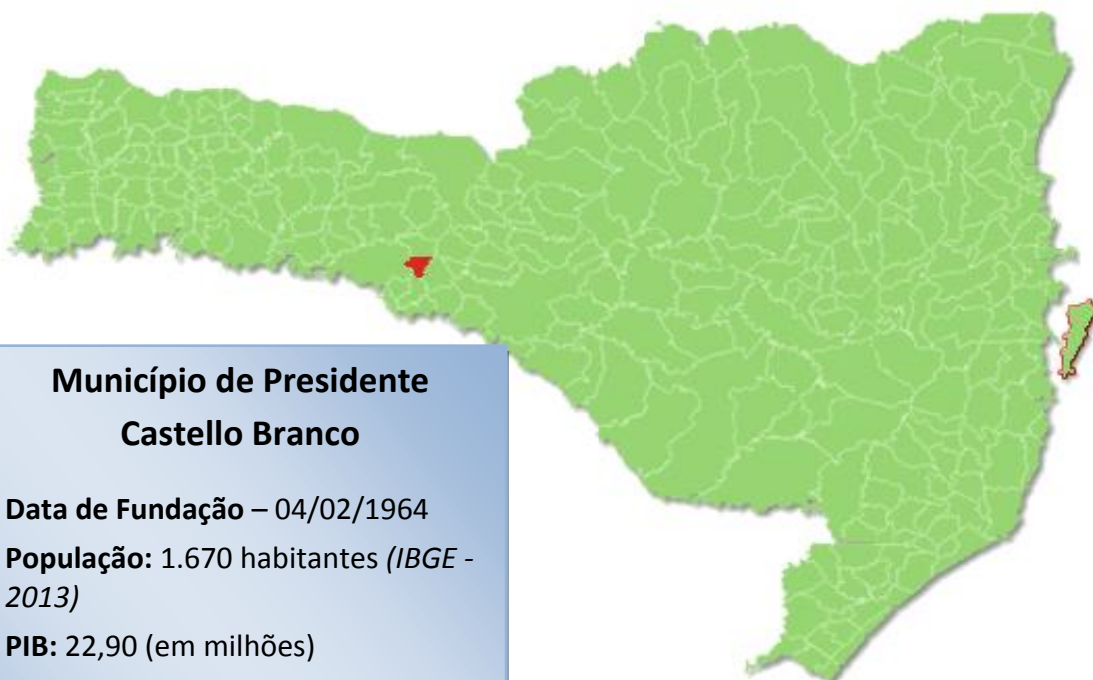 Município de Presidente
Castello Branco
Data de Fundação – 04/02/1964
População: 1.670 habitantes (IBGE -
2013)
PIB: 22,90 (em milhões)